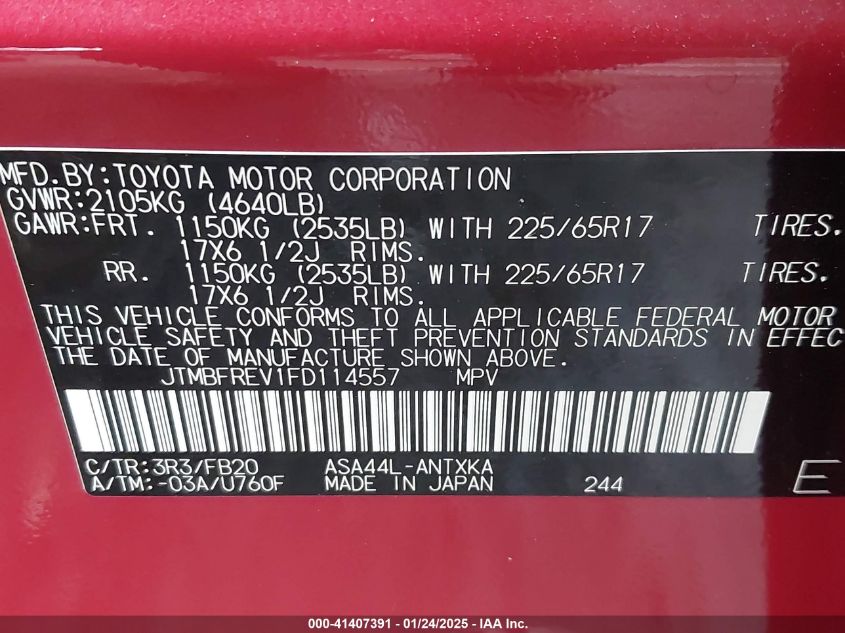 MFD.BY:TOYOTA MOTOR CORPORATION
GVWR:2105KG (4640LB)
GAWR:FRT. 1150KG (2535LB) WITH 225/65R17 TIRES.
17X6 1/2J RIMS.
RR. 1150KG (2535LB) WITH 225/65R17 TIRES.
17X6 1/2J RIMS.
THIS VEHICLE CONFORMS TO ALL APPLICABLE FEDERAL MOTOR
VEHICLE SAFETY AND THEFT PREVENTION STANDARDS IN EFFEC
THE DATE OF MANUFACTURE SHOWN ABOVE.
JTMBFREV1FD114557 MPV
C/TR:3R3/FB20 ASA44L-ANTXKA
A/TM:-03A/U760F MADE IN JAPAN 244 E
000-41407391 - 01/24/2025 - IAA Inc.